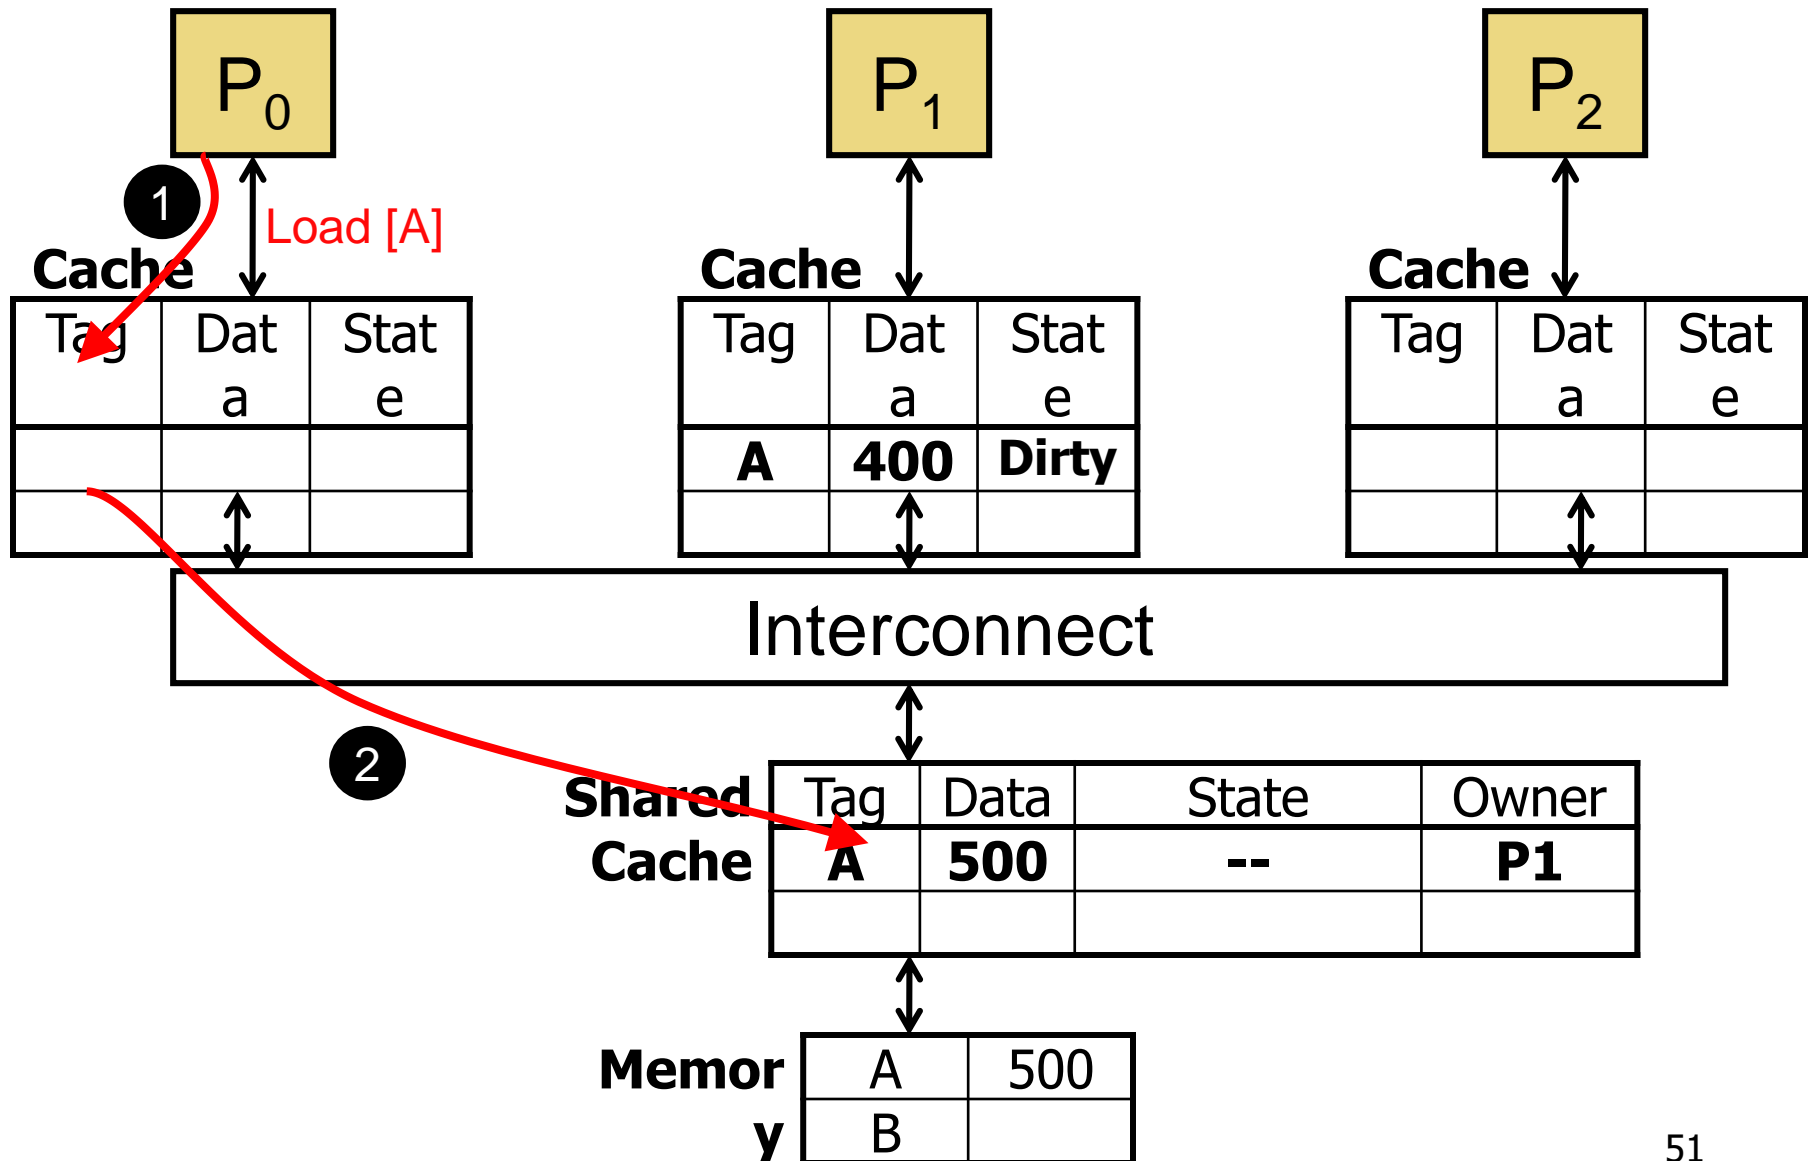 P0 P1 P2
1
Load [A]
Cache Cache Cache
Tag Dat Stat Tag Dat Stat Tag Dat Stat
a e a e a e
A 400 Dirty
Interconnect
2
Shared Tag Data State Owner
Cache A 500 -- P1
Memor A 500
y B
51